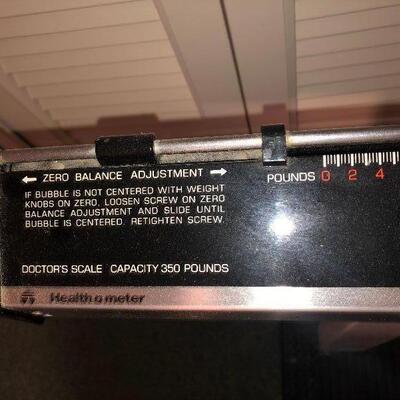 ← ZERO BALANCE ADJUSTMENT →
IF BUBBLE IS NOT CENTERED WITH WEIGHT
KNOBS ON ZERO, LOOSEN SCREW ON ZERO
BALANCE ADJUSTMENT AND SLIDE UNTIL
BUBBLE IS CENTERED. RETIGHTEN SCREW.
POUNDS 0 2 4
DOCTOR'S SCALE CAPACITY 350 POUNDS
Health o meter